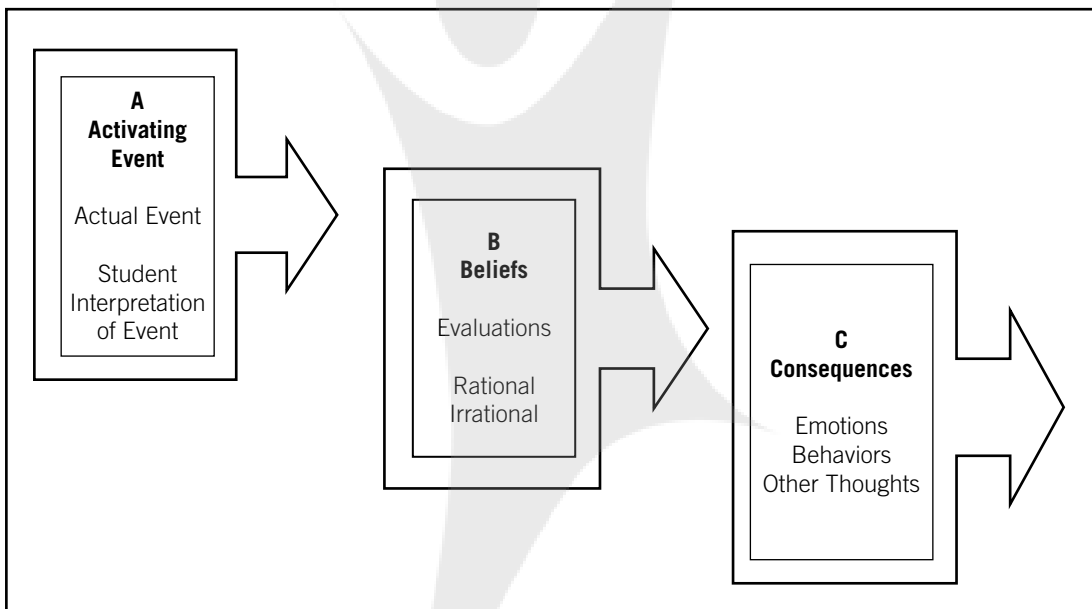 A
Activating
Event
Actual Event
Student
Interpretation
of Event
B
Beliefs
Evaluations
Rational
Irrational
C
Consequences
Emotions
Behaviors
Other Thoughts